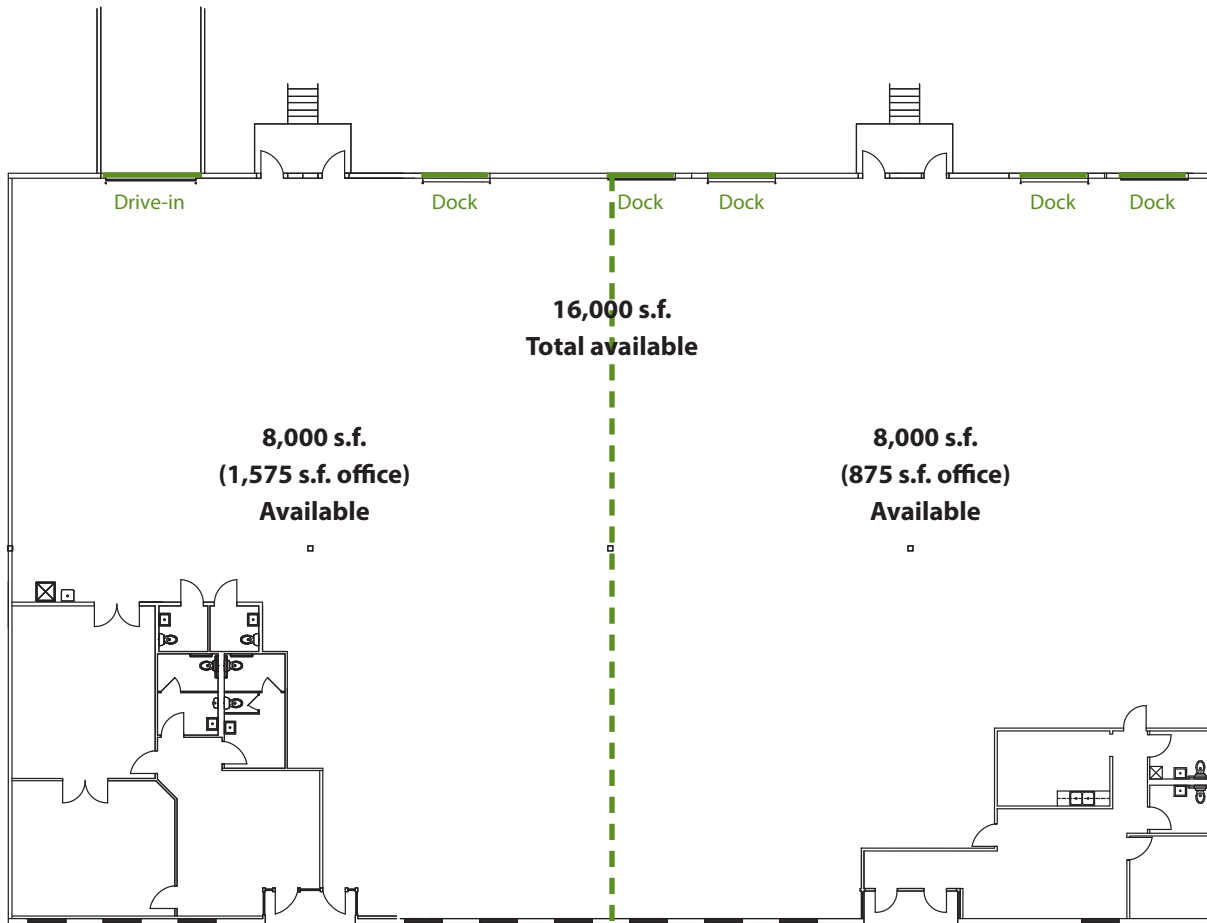 Drive-in
Dock
Dock
Dock
Dock
Dock
16,000 s.f.
Total available
8,000 s.f.
(1,575 s.f. office)
Available
8,000 s.f.
(875 s.f. office)
Available